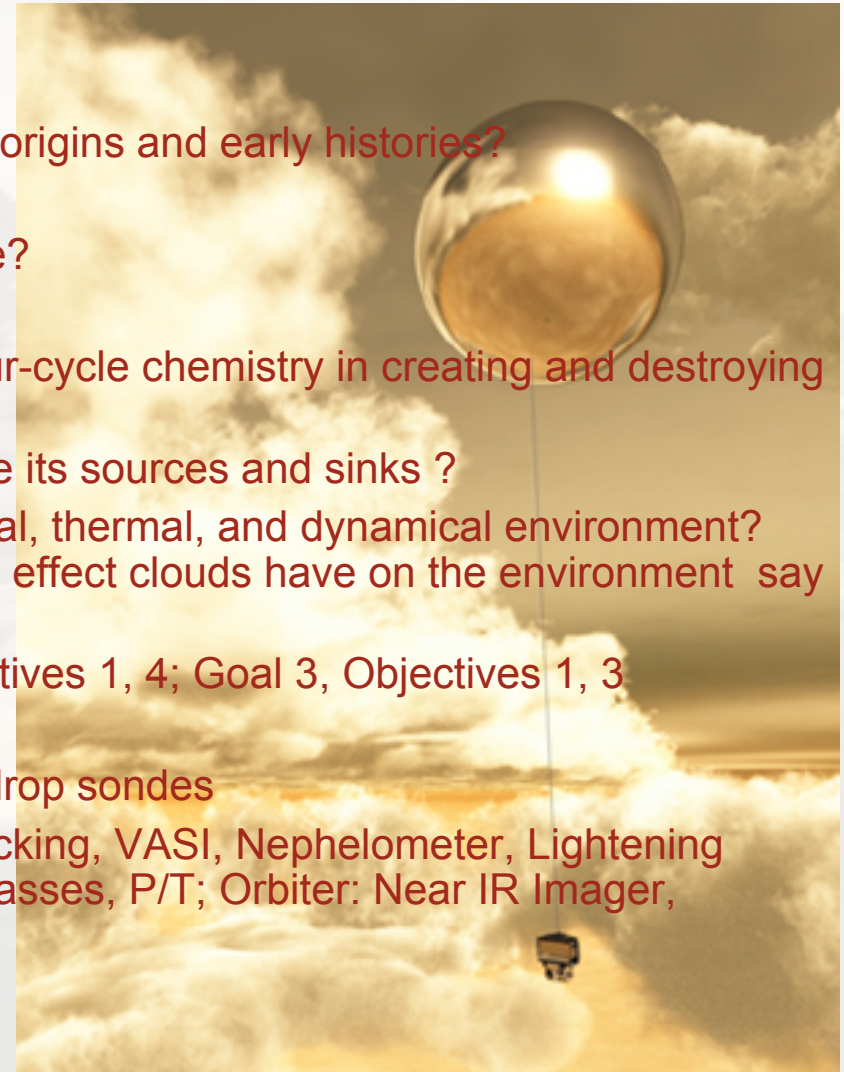 origins and early histories?
e?
r-cycle chemistry in creating and destroying
e its sources and sinks ?
al, thermal, and dynamical environment?
effect clouds have on the environment  say
tives 1, 4; Goal 3, Objectives 1, 3
drop sondes
cking, VASI, Nephelometer, Lightening
asses, P/T; Orbiter: Near IR Imager,